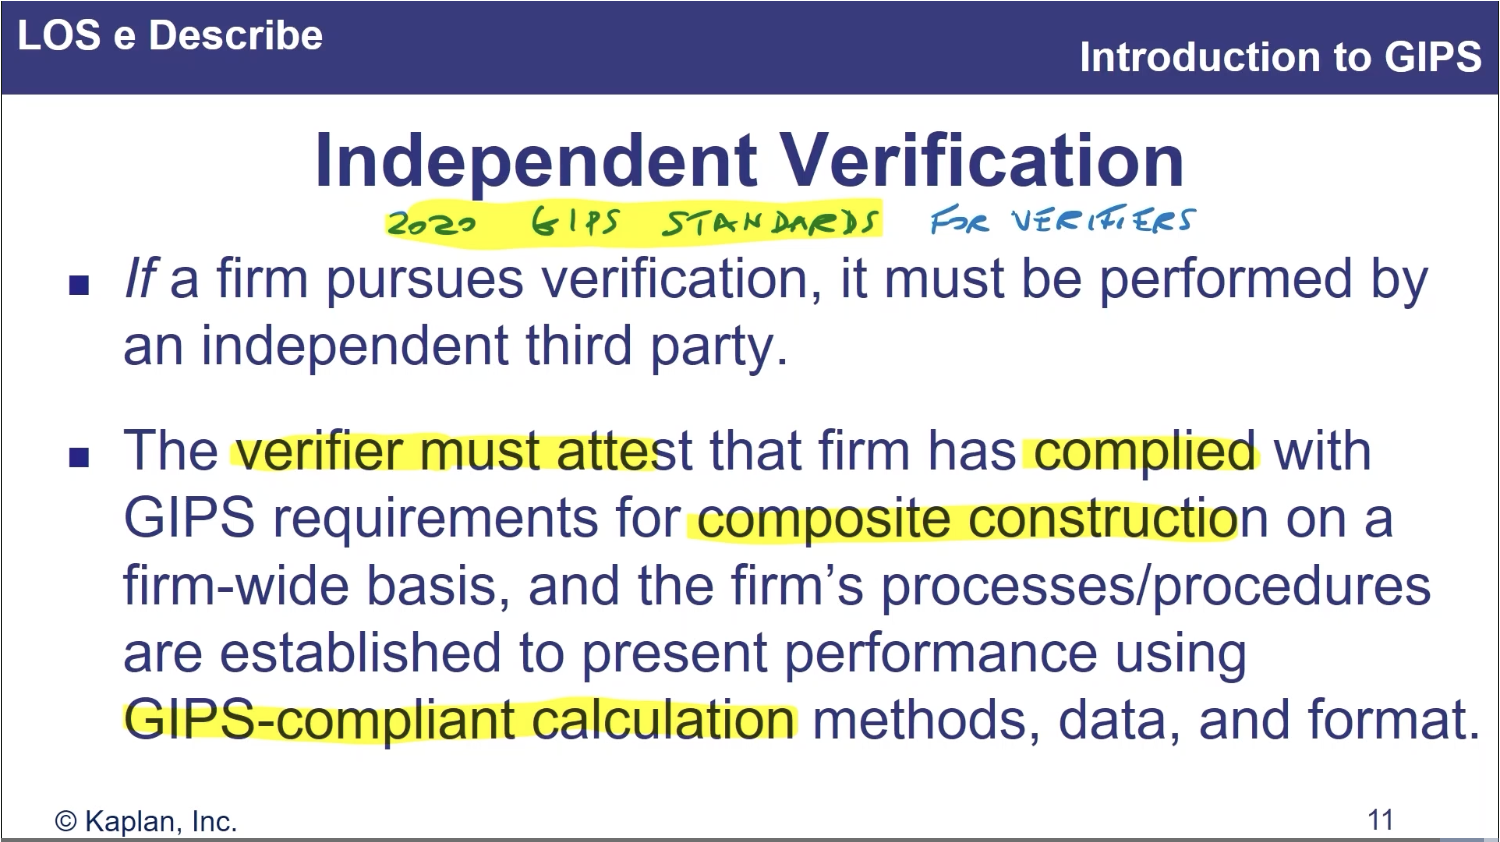 LOS e Describe
Introduction to GIPS
Independent Verification
2020 GIPS STANDARDS FOR VERIFIERS
■ If a firm pursues verification, it must be performed by
an independent third party.
■ The verifier must attest that firm has complied with
GIPS requirements for composite construction on a
firm-wide basis, and the firm’s processes/procedures
are established to present performance using
GIPS-compliant calculation methods, data, and format.
© Kaplan, Inc.
11